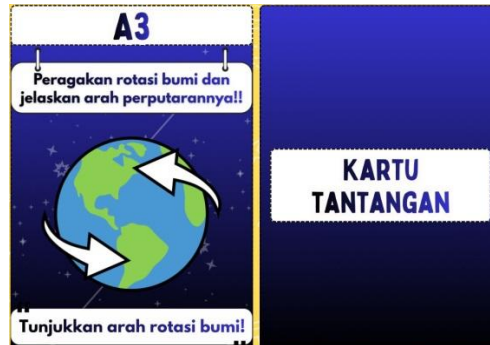 A3
Peragakan rotasi bumi dan
jelaskan arah perputarannya!!
"
Tunjukkan arah rotasi bumi!
"
KARTU
TANTANGAN